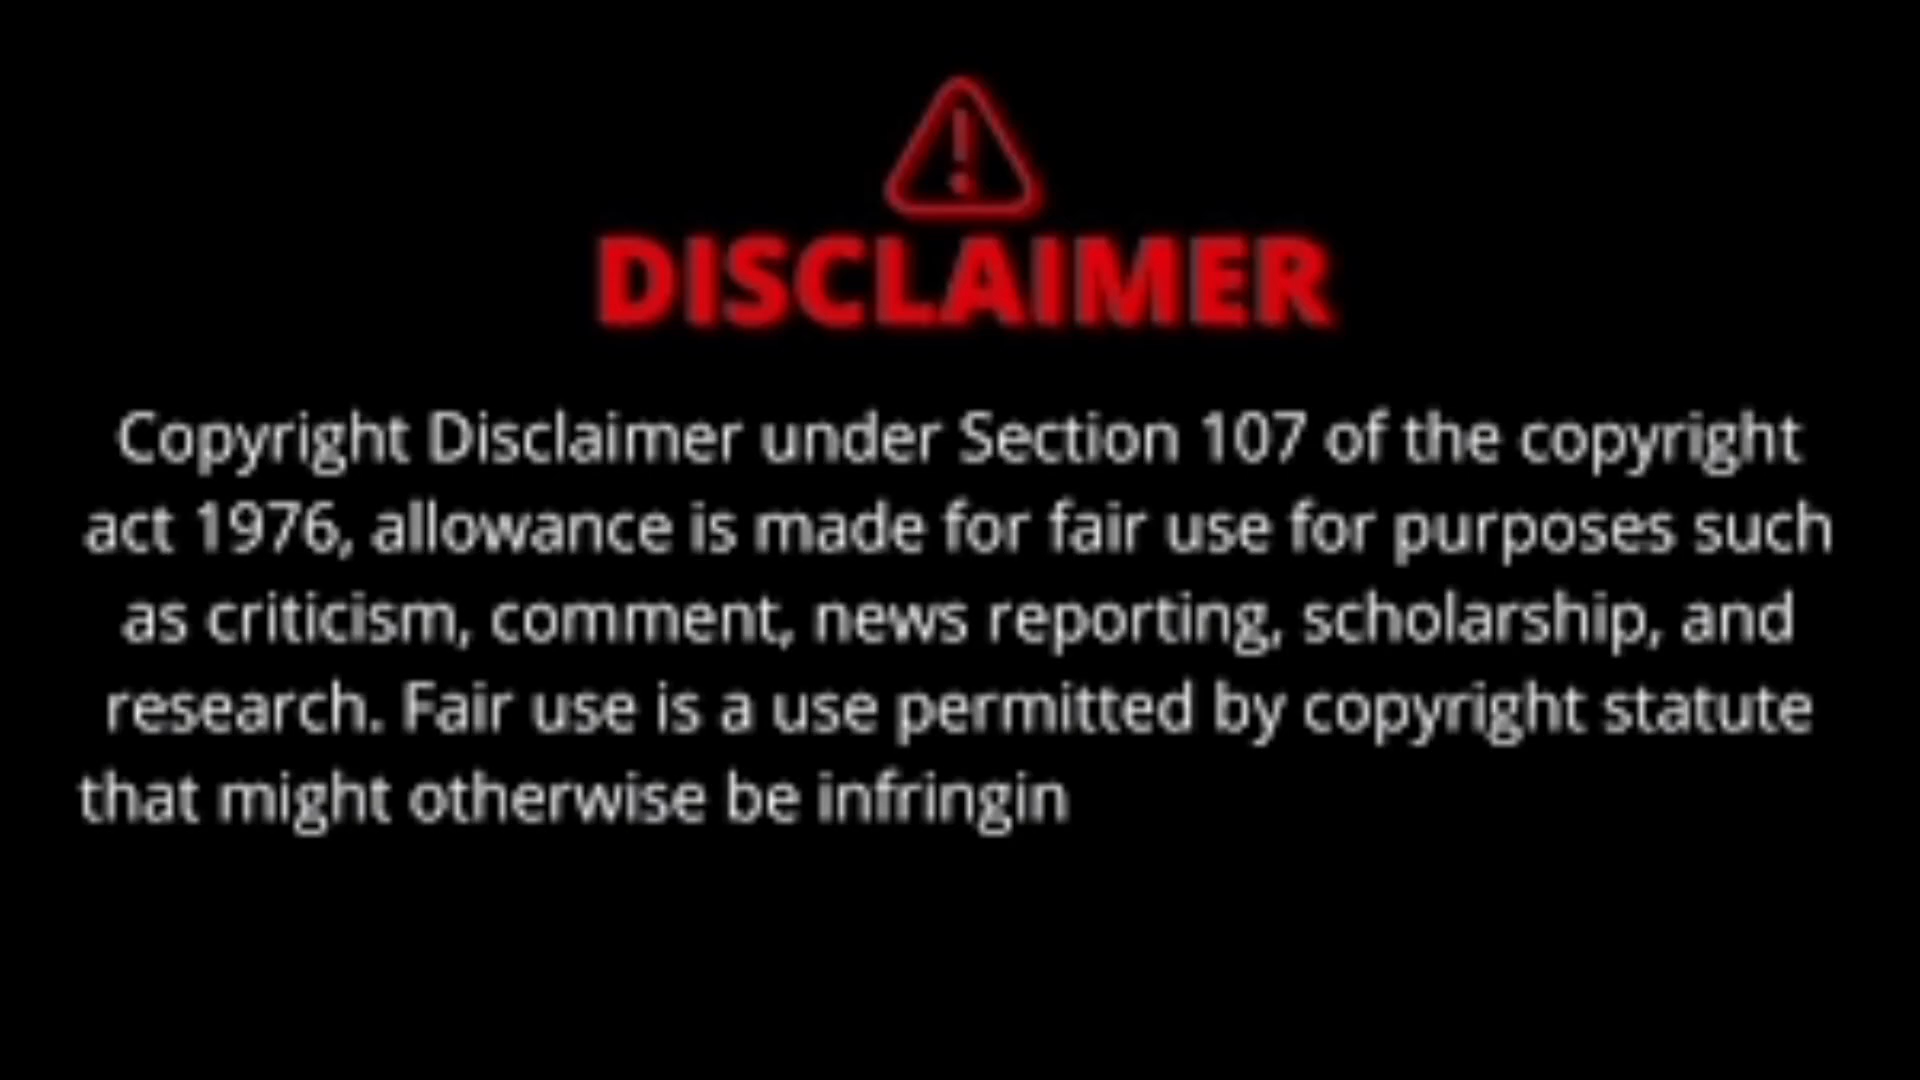 DISCLAIMER
Copyright Disclaimer under Section 107 of the copyright
act 1976, allowance is made for fair use for purposes such
as criticism, comment, news reporting, scholarship, and
research. Fair use is a use permitted by copyright statute
that might otherwise be infringin